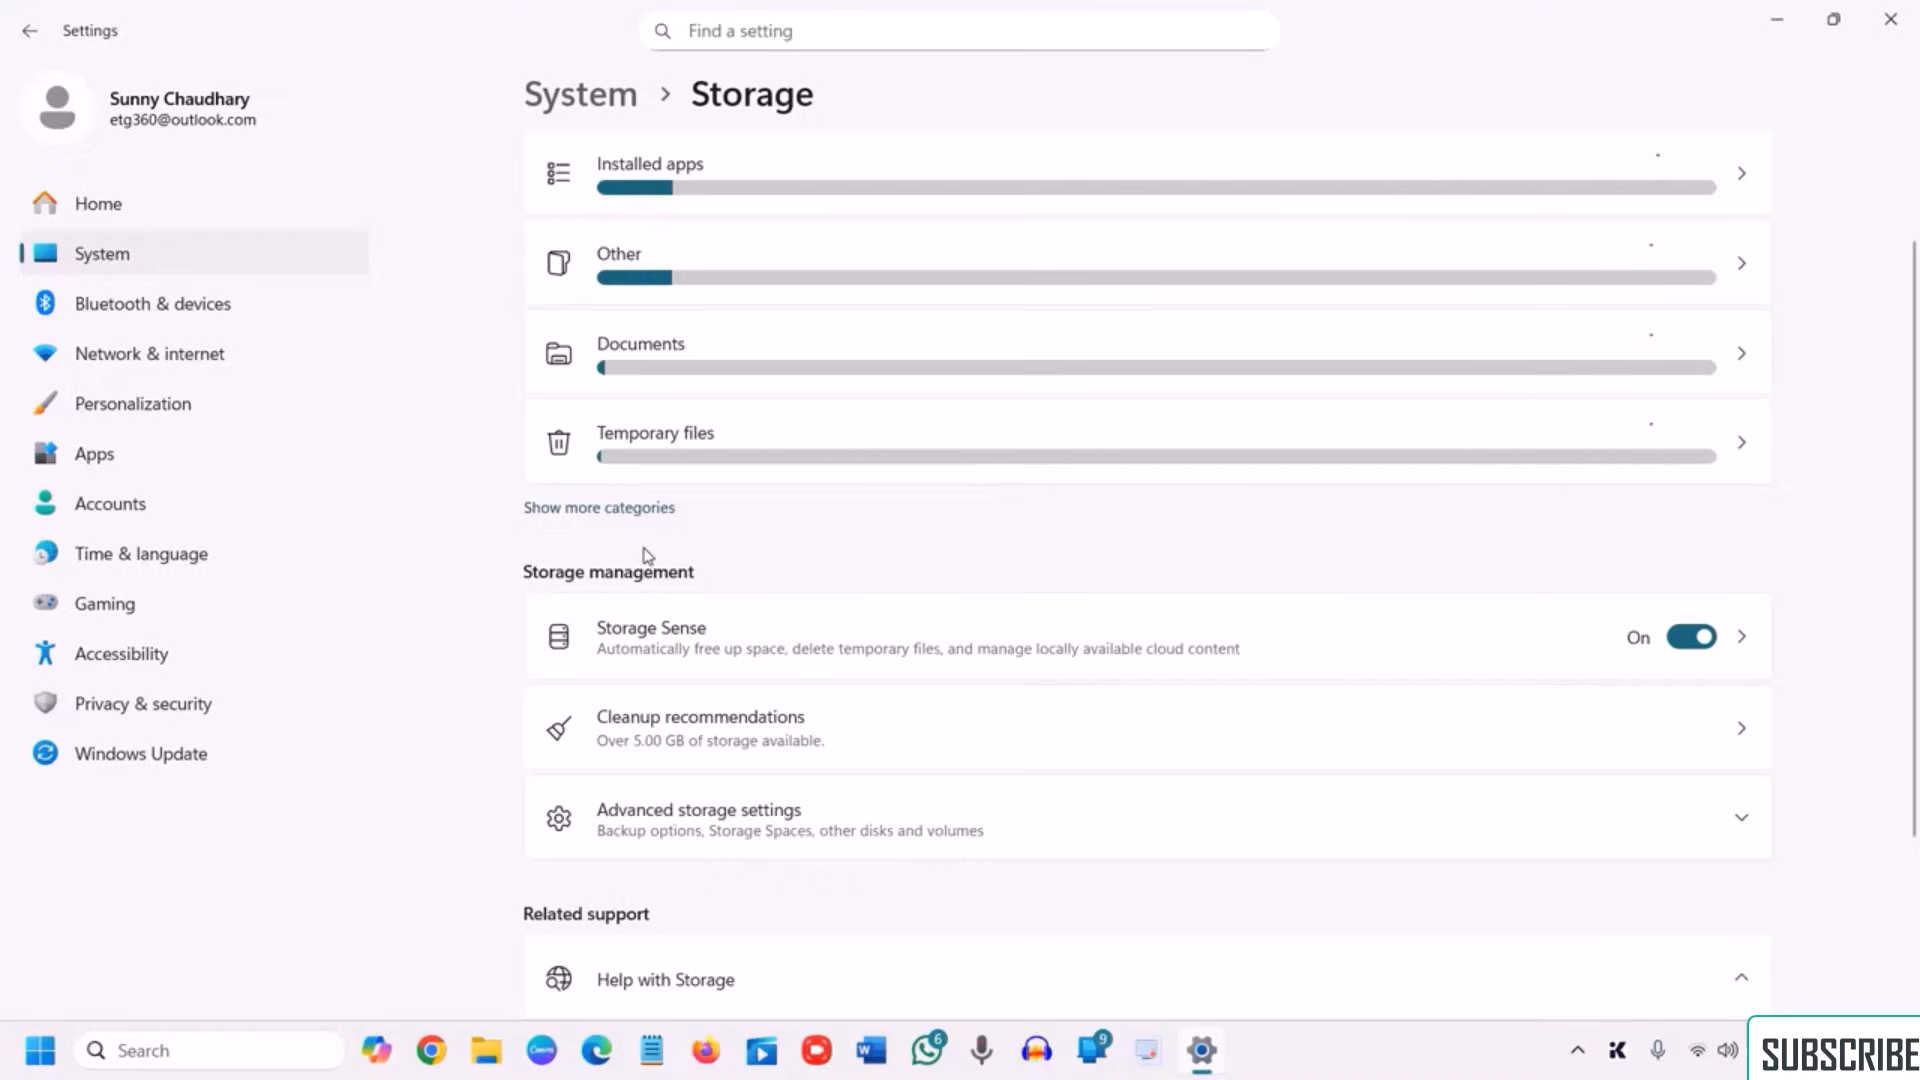 Settings
Find a setting
Sunny Chaudhary
etg360@outlook.com
Home
System
Bluetooth & devices
Network & internet
Personalization
Apps
Accounts
Time & language
Gaming
Accessibility
Privacy & security
Windows Update
System > Storage
Installed apps
Other
Documents
Temporary files
Show more categories
Storage management
Storage Sense
Automatically free up space, delete temporary files, and manage locally available cloud content
On
Cleanup recommendations
Over 5.00 GB of storage available.
Advanced storage settings
Backup options, Storage Spaces, other disks and volumes
Related support
Help with Storage
Search
Canva
6
9
SUBSCRIBE